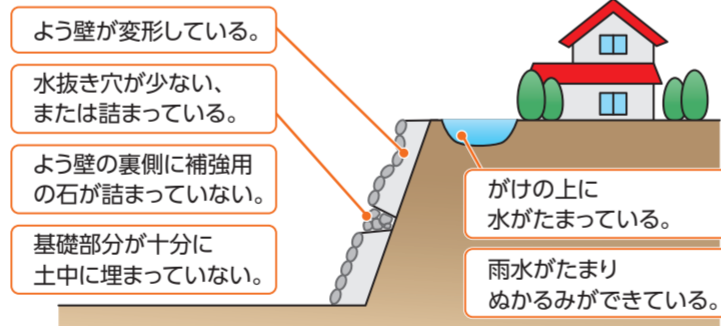 よう壁が変形している。
水抜き穴が少ない、
または詰まっている。
よう壁の裏側に補強用
の石が詰まっていない。
基礎部分が十分に
土中に埋まっていない。
がけの上に
水がたまっている。
雨水がたまり
ぬかるみができている。